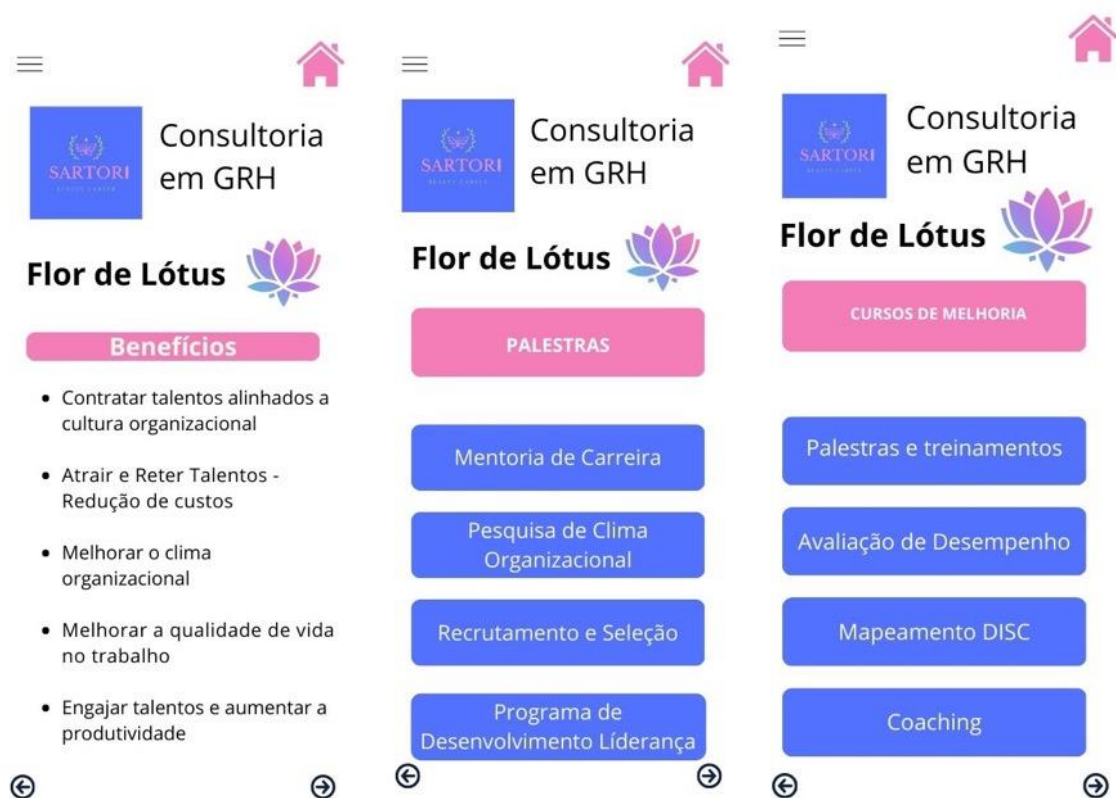 Consultoria
em GRH
SARTORI
Flor de Lótus
Benefícios
• Contratar talentos alinhados a
cultura organizacional
• Atrair e Reter Talentos -
Redução de custos
• Melhorar o clima
organizacional
• Melhorar a qualidade de vida
no trabalho
• Engajar talentos e aumentar a
produtividade
Consultoria
em GRH
SARTORI
Flor de Lótus
PALESTRAS
Mentoria de Carreira
Pesquisa de Clima
Organizacional
Recrutamento e Seleção
Programa de
Desenvolvimento Líderança
Consultoria
em GRH
SARTORI
Flor de Lótus
CURSOS DE MELHORIA
Palestras e treinamentos
Avaliação de Desempenho
Mapeamento DISC
Coaching